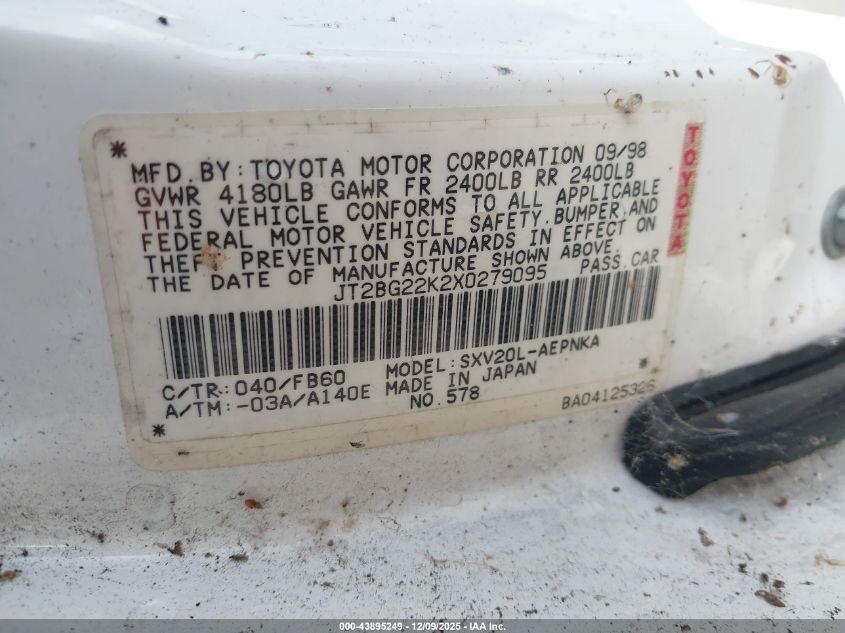 MFD. BY: TOYOTA MOTOR CORPORATION 09/98
GVWR 4180LB GAWR FR 2400LB RR 2400LB
THIS VEHICLE CONFORMS TO ALL APPLICABLE
FEDERAL MOTOR VEHICLE SAFETY, BUMPER, AND
THEFT PREVENTION STANDARDS IN EFFECT ON
THE DATE OF MANUFACTURE SHOWN ABOVE.
JT2BG22K2X0279095 PASS. CAR
TOYOTA
C/TR: 040/FB60 MODEL: SXV20L-AEPNKA
A/TM: -03A/A140E MADE IN JAPAN
NO. 578 BA04125326
000-43895249 | 12/09/2025 | IAA, Inc.